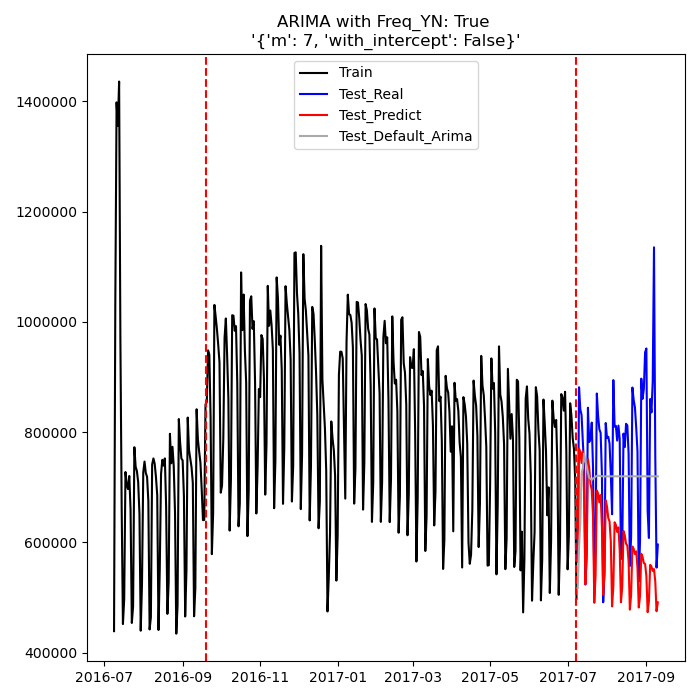 ARIMA with Freq_YN: True
'{'m': 7, 'with_intercept': False}'
Train
Test_Real
Test_Predict
Test_Default_Arima
1400000
1200000
1000000
800000
600000
400000
2016-07
2016-09
2016-11
2017-01
2017-03
2017-05
2017-07
2017-09